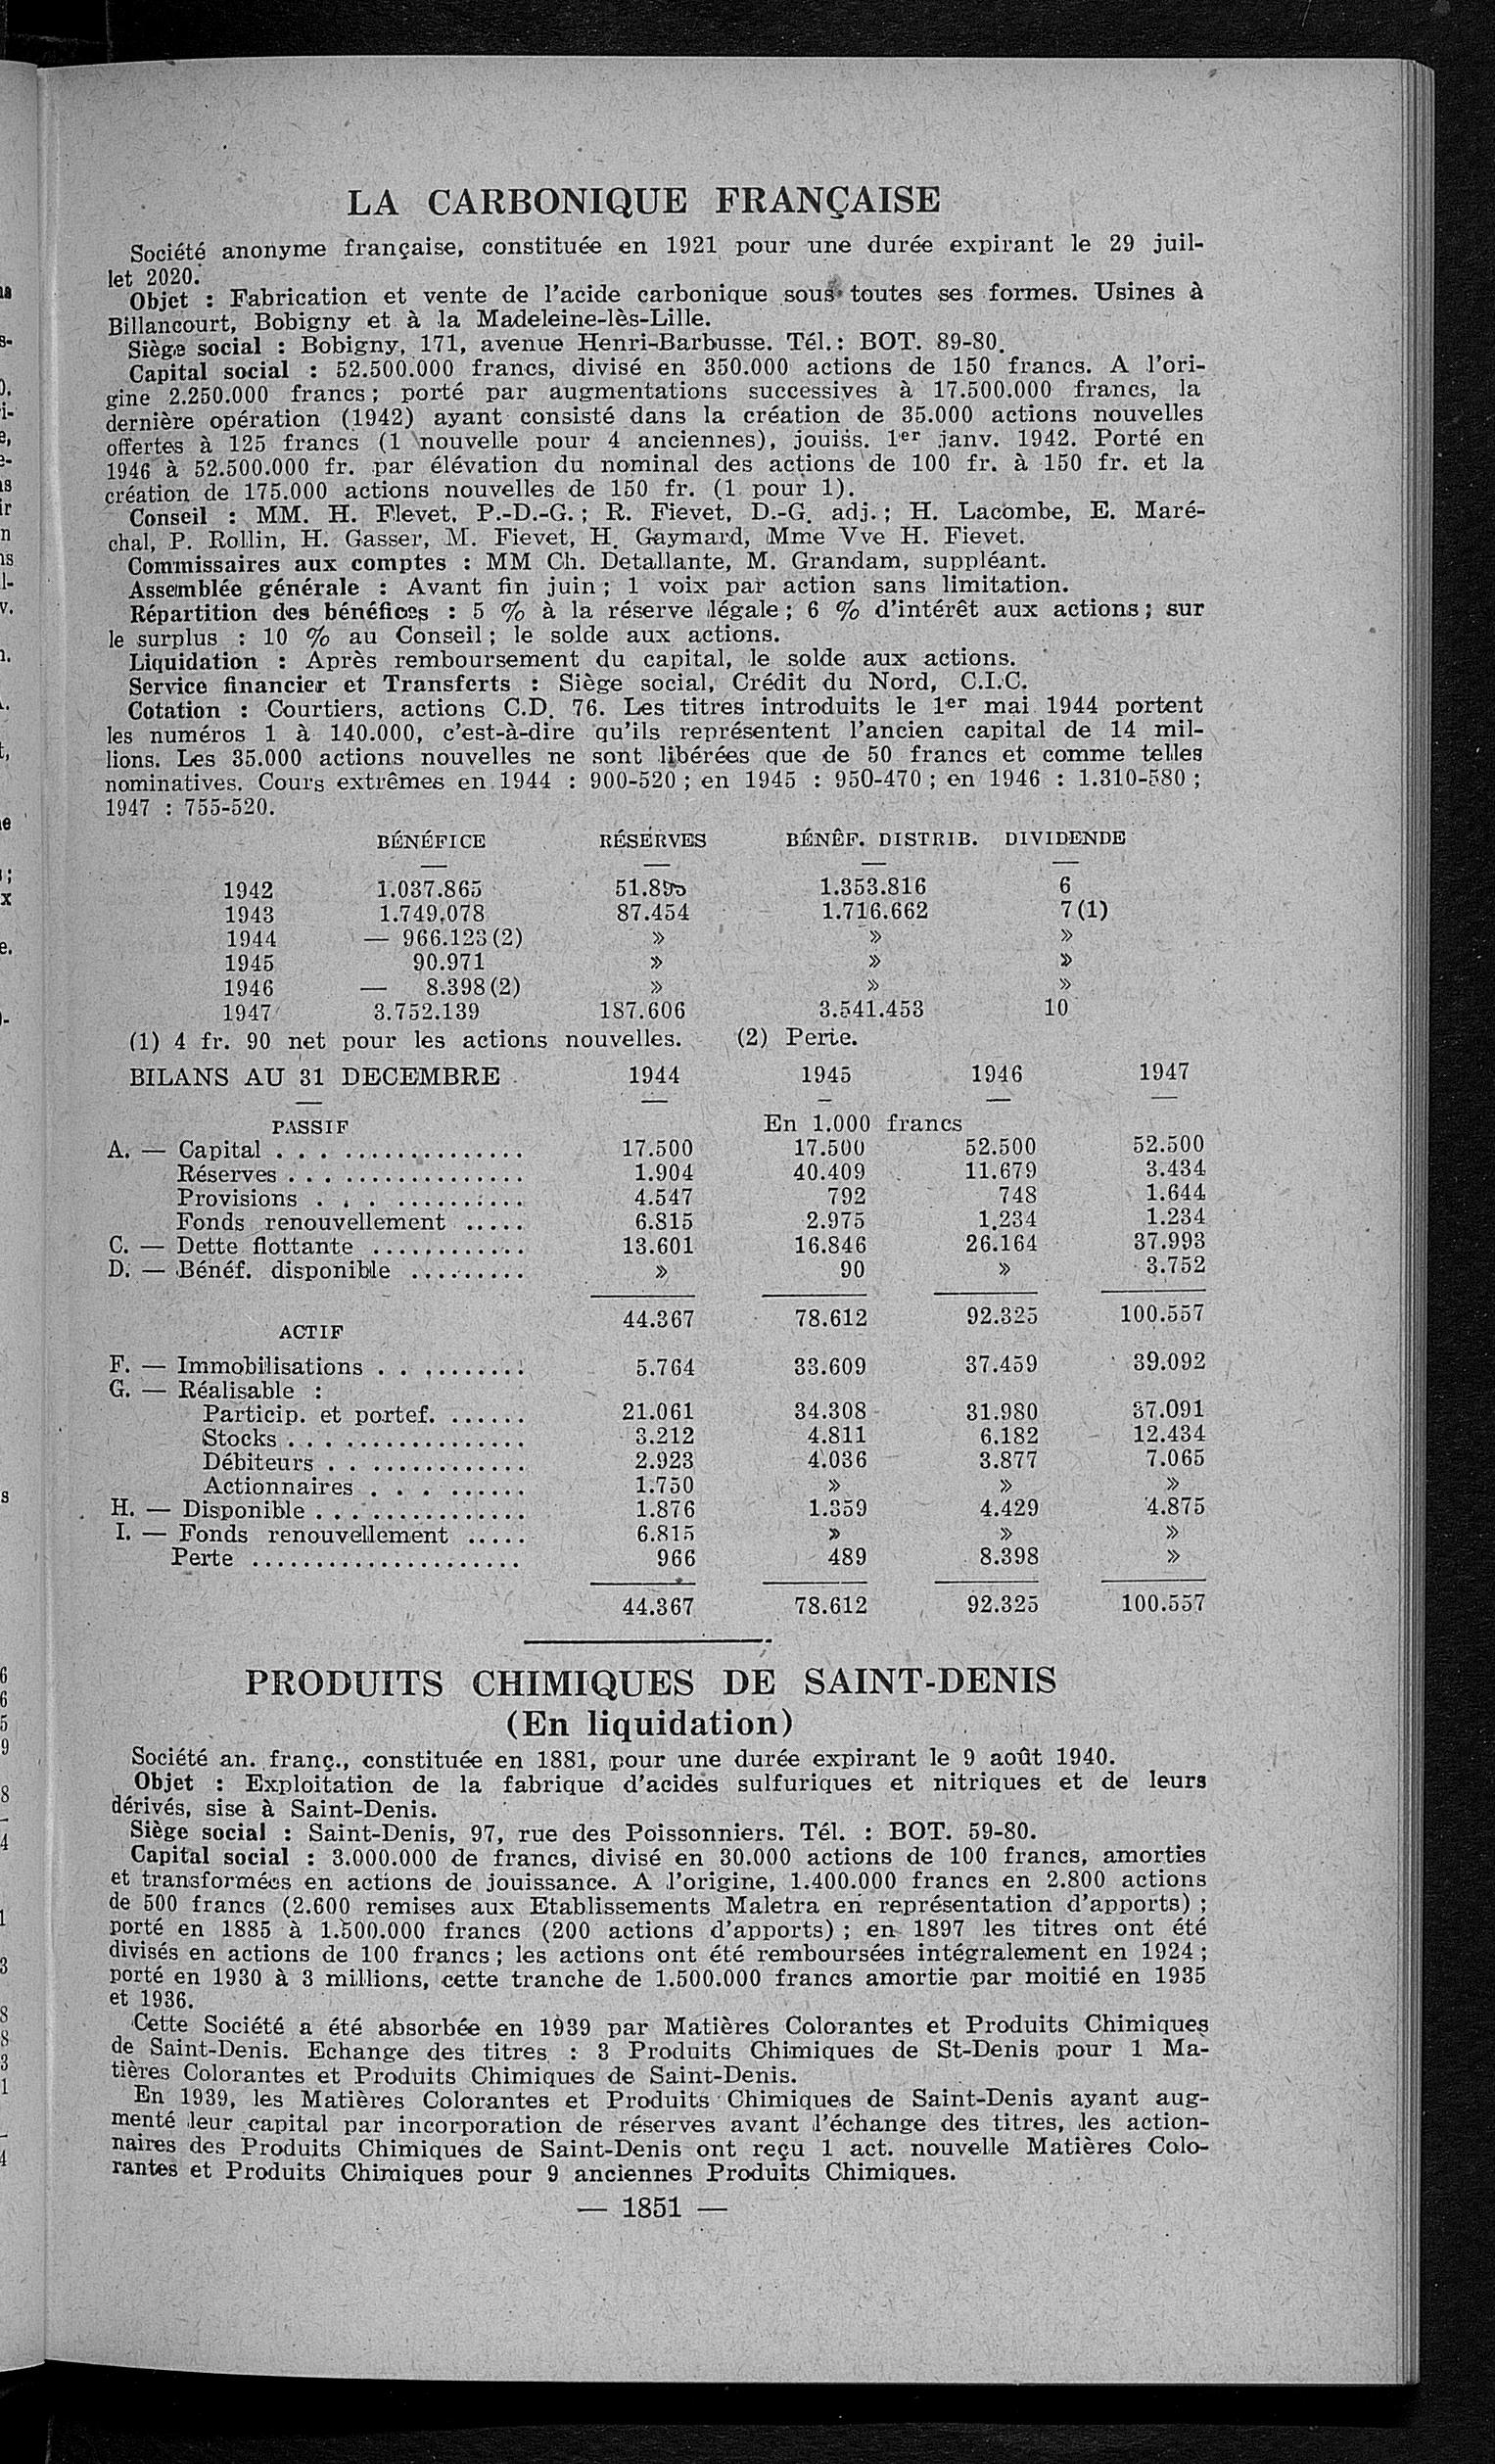 LA CARBONIQUE FRANÇAISE
Société anonyme française, constituée en 1921 pour une durée expirant le 29 juil-
let 2020.
Objet : Fabrication et vente de l'acide carbonique sous toutes ses formes. Usines à
Billancourt, Bobigny et à la Madeleine-lès-Lille.
Siège social : Bobigny, 171, avenue Henri-Barbusse. Tél.: BOT. 89-80.
Capital social : 52.500.000 francs, divisé en 350.000 actions de 150 francs. A l'ori-
gine 2.250.000 francs; porté par augmentations successives à 17.500.000 francs, la
dernière opération (1942) ayant consisté dans la création de 35.000 actions nouvelles
offertes à 125 francs (1 nouvelle pour 4 anciennes), jouiss. 1er janv. 1942. Porté en
1946 à 52.500.000 fr. par élévation du nominal des actions de 100 fr. à 150 fr. et la
création de 175.000 actions nouvelles de 150 fr. (1 pour 1).
Conseil : MM. H. Flevet, P.-D.-G.; R. Fievet, D.-G. adj.; H. Lacombe, E. Maré-
chal, P. Rollin, H. Gasser, M. Fievet, H. Gaymard, Mme Vve H. Fievet.
Commissaires aux comptes : MM Ch. Detallante, M. Grandam, suppléant.
Assemblée générale : Avant fin juin; 1 voix par action sans limitation.
Répartition des bénéfices : 5 % à la réserve légale; 6 % d'intérêt aux actions; sur
le surplus : 10 % au Conseil; le solde aux actions.
Liquidation : Après remboursement du capital, le solde aux actions.
Service financier et Transferts : Siège social, Crédit du Nord, C.I.C.
Cotation : Courtiers, actions C.D. 76. Les titres introduits le 1er mai 1944 portent
les numéros 1 à 140.000, c'est-à-dire qu'ils représentent l'ancien capital de 14 mil-
lions. Les 35.000 actions nouvelles ne sont libérées que de 50 francs et comme telles
nominatives. Cours extrêmes en 1944 : 900-520; en 1945 : 950-470; en 1946 : 1.310-580;
1947 : 755-520.
BÉNÉFICE RÉSERVES BÉNÉF. DISTRIB. DIVIDENDE
1942 1.037.865 1.353.816 6
1943 1.749.078 87.454 1.716.662 7(1)
1944 — 966.123(2) » » »
1945 90.971 » » »
1946 — 8.398(2) » » »
1947 3.752.139 187.606 3.541.453 10
(1) 4 fr. 90 net pour les actions nouvelles. (2) Perte.
BILANS AU 31 DECEMBRE 1944 1945 1946 1947
PASSIF En 1.000 francs
A. — Capital ................ 17.500 17.500 52.500 52.500
Réserves ................ 1.904 40.409 11.679 3.434
Provisions ............ 4.547 792 748 1.644
Fonds renouvellement ..... 6.815 2.975 1.234 1.234
C. — Dette flottante ............ 13.601 16.846 26.164 37.993
D. — Bénéf. disponible ......... » 90 » 3.752
44.367 78.612 92.325 100.557
ACTIF
F. — Immobilisations .......... 5.764 33.609 37.459 39.092
G. — Réalisable :
Particip. et portef. ...... 21.061 34.308 31.980 37.091
Stocks ................ 3.212 4.811 6.182 12.434
Débiteurs ............. 2.923 4.036 3.877 7.065
Actionnaires .......... 1.750 » » »
H. — Disponible .............. 1.876 1.359 4.429 4.875
I. — Fonds renouvellement ..... 6.815 » » »
Perte ..................... 966 489 8.398 »
44.367 78.612 92.325 100.557
PRODUITS CHIMIQUES DE SAINT-DENIS
(En liquidation)
Société an. franç., constituée en 1881, pour une durée expirant le 9 août 1940.
Objet : Exploitation de la fabrique d'acides sulfuriques et nitriques et de leurs
dérivés, sise à Saint-Denis.
Siège social : Saint-Denis, 97, rue des Poissonniers. Tél. : BOT. 59-80.
Capital social : 3.000.000 de francs, divisé en 30.000 actions de 100 francs, amorties
et transformées en actions de jouissance. A l'origine, 1.400.000 francs en 2.800 actions
de 500 francs (2.600 remises aux Etablissements Maletra en représentation d'apports);
porté en 1885 à 1.500.000 francs (200 actions d'apports); en 1897 les titres ont été
divisés en actions de 100 francs; les actions ont été remboursées intégralement en 1924;
porté en 1930 à 3 millions, cette tranche de 1.500.000 francs amortie par moitié en 1935
et 1936.
Cette Société a été absorbée en 1939 par Matières Colorantes et Produits Chimiques
de Saint-Denis. Echange des titres : 3 Produits Chimiques de St-Denis pour 1 Ma-
tières Colorantes et Produits Chimiques de Saint-Denis.
En 1939, les Matières Colorantes et Produits Chimiques de Saint-Denis ayant aug-
menté leur capital par incorporation de réserves avant l'échange des titres, les action-
naires des Produits Chimiques de Saint-Denis ont reçu 1 act. nouvelle Matières Colo-
rantes et Produits Chimiques pour 9 anciennes Produits Chimiques.
— 1851 —